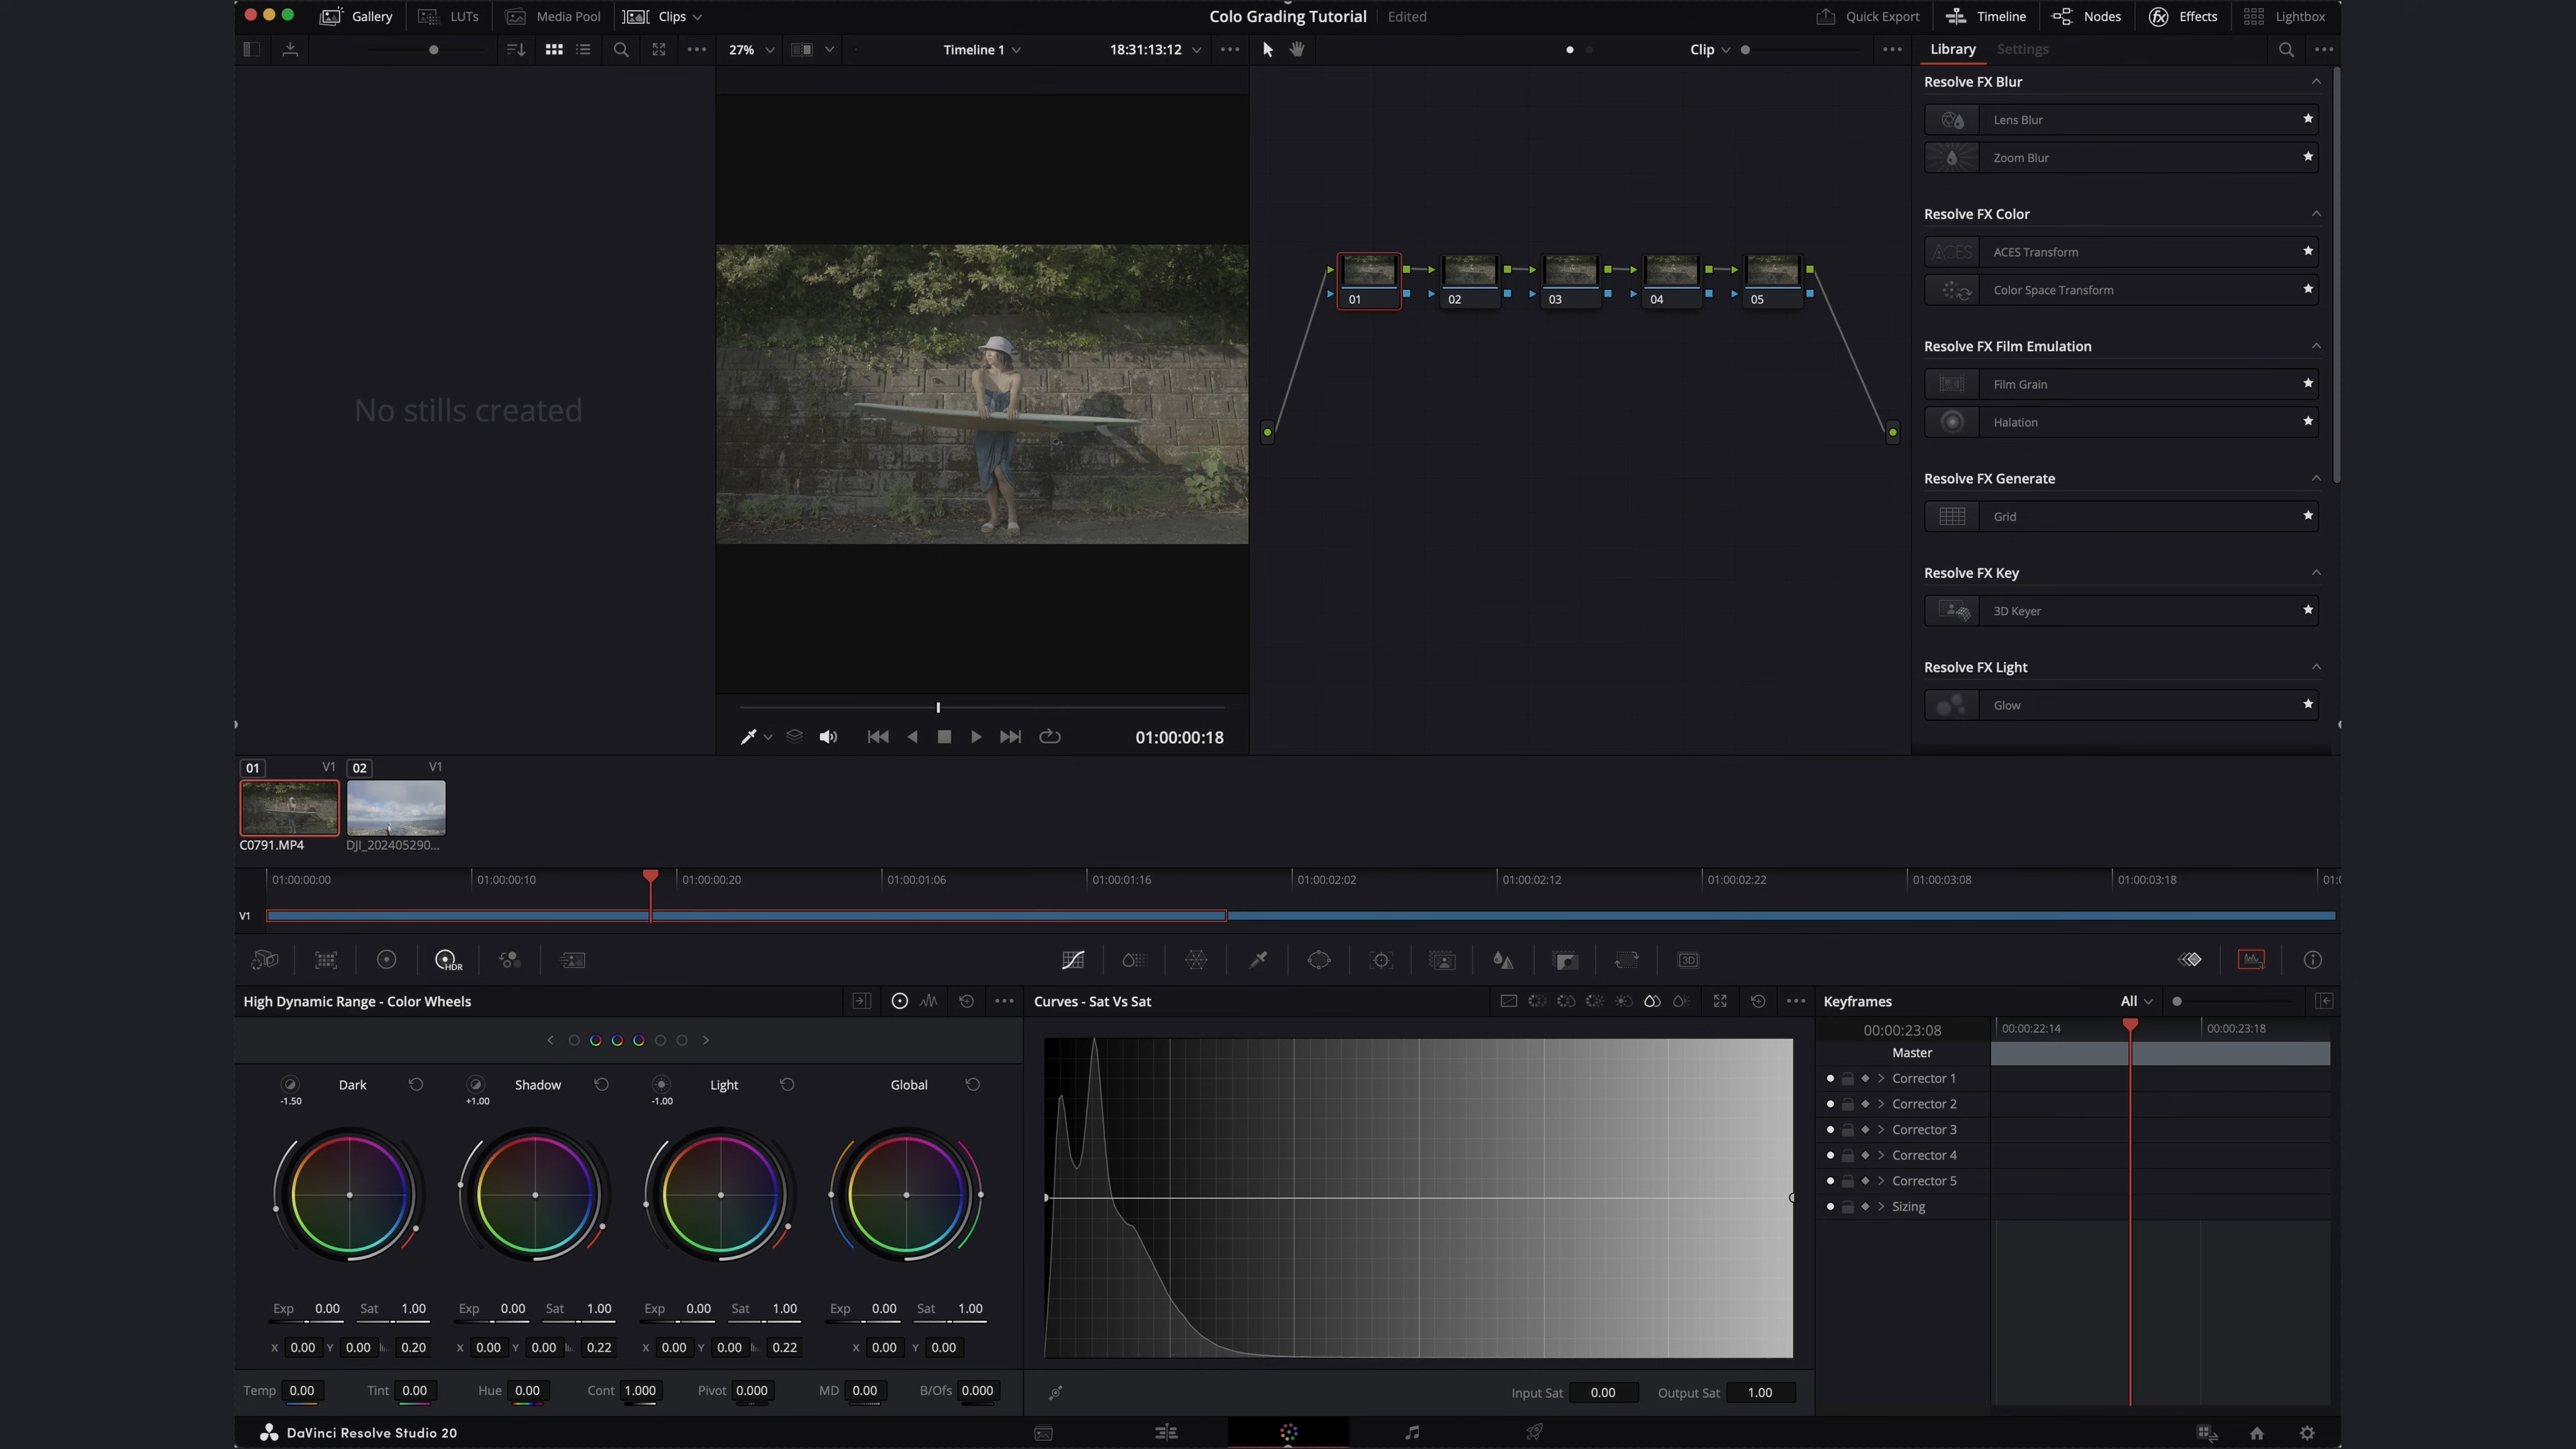 Gallery LUTs Media Pool Clips Colo Grading Tutorial Edited Quick Export Timeline Nodes Effects Lightbox
27% Timeline 1 18:31:13:12 Clip Library Settings
Resolve FX Blur
Lens Blur
Zoom Blur
Resolve FX Color
ACES Transform
Color Space Transform
01 02 03 04 05
Resolve FX Film Emulation
Film Grain
Halation
No stills created
Resolve FX Generate
Grid
Resolve FX Key
3D Keyer
Resolve FX Light
Glow
01:00:00:18
01 V1 02 V1
C0791.MP4 DJI_202405290...
01:00:00:00 01:00:00:10 01:00:00:20 01:00:01:06 01:00:01:16 01:00:02:02 01:00:02:12 01:00:02:22 01:00:03:08 01:00:03:18
V1
HDR 3D
High Dynamic Range - Color Wheels Curves - Sat Vs Sat Keyframes All
00:00:23:08 00:00:22:14 00:00:23:18
Master
Dark Shadow Light Global
-1.50 +1.00 -1.00
Corrector 1
Corrector 2
Corrector 3
Corrector 4
Corrector 5
Sizing
Exp 0.00 Sat 1.00 Exp 0.00 Sat 1.00 Exp 0.00 Sat 1.00 Exp 0.00 Sat 1.00
X 0.00 Y 0.00 0.20 X 0.00 Y 0.00 0.22 X 0.00 Y 0.00 0.22 X 0.00 Y 0.00
Temp 0.00 Tint 0.00 Hue 0.00 Cont 1.000 Pivot 0.000 MD 0.00 B/Ofs 0.000
Input Sat 0.00 Output Sat 1.00
DaVinci Resolve Studio 20